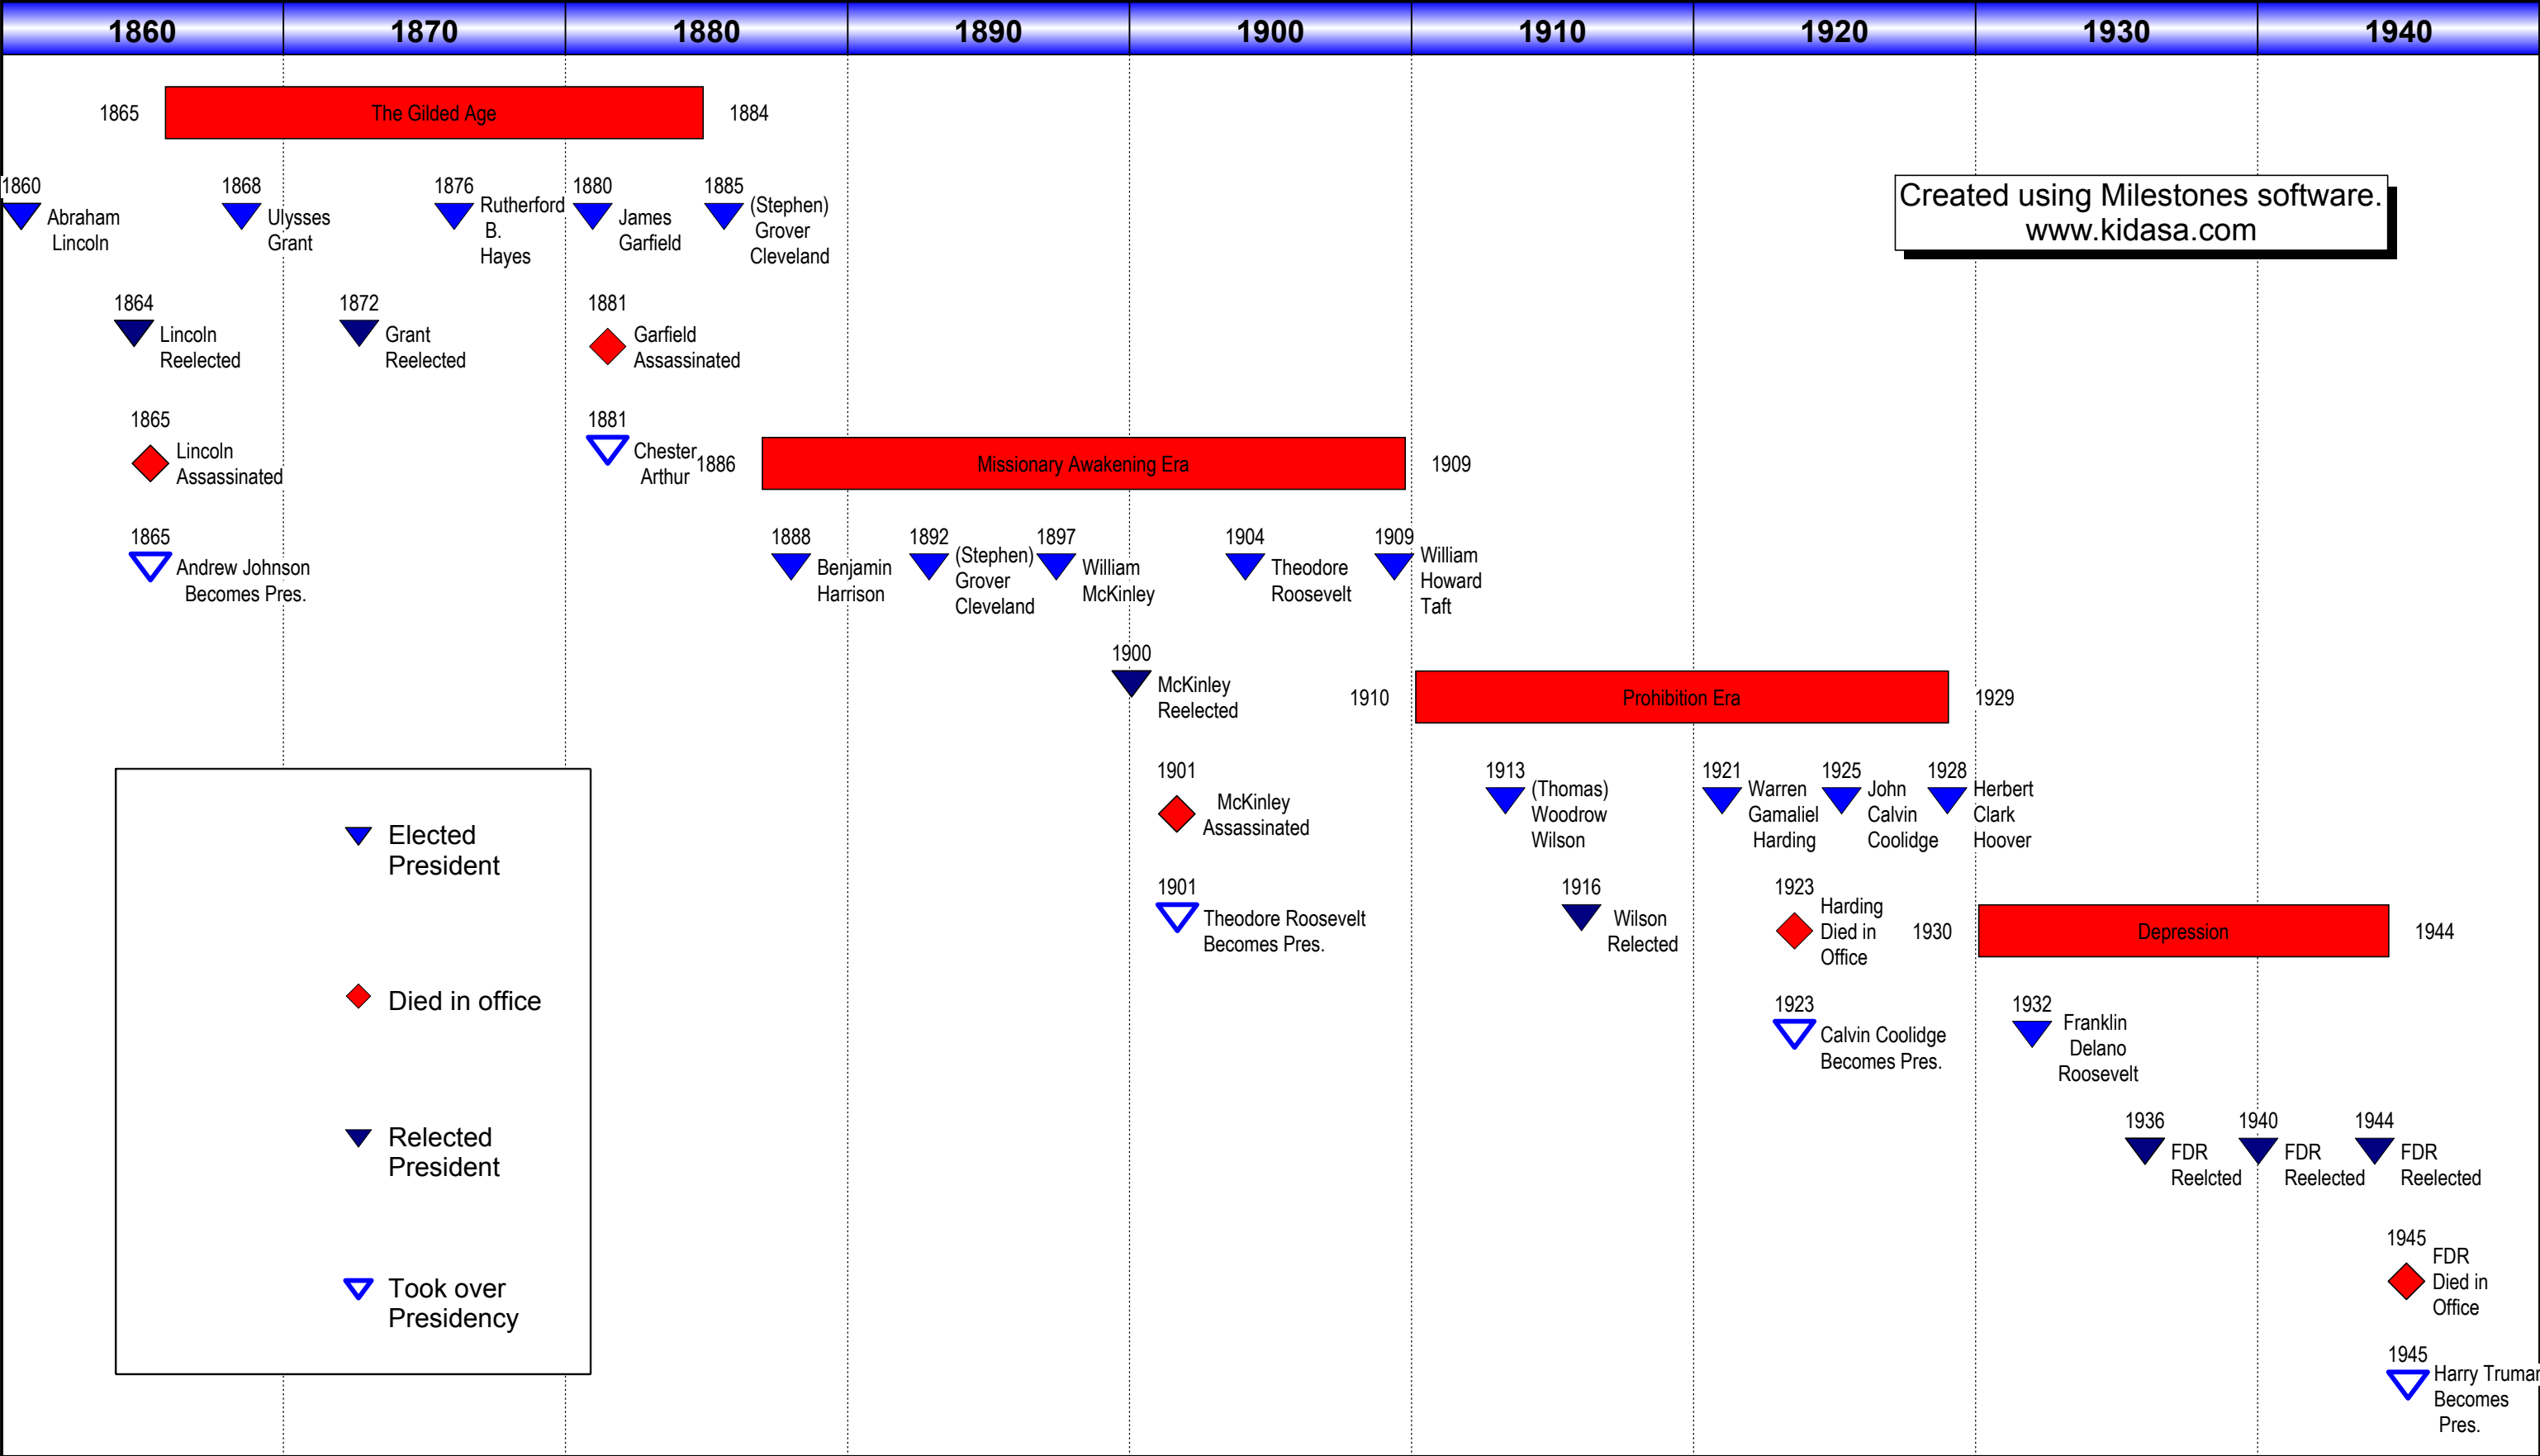 1860 1870 1880 1890 1900 1910 1920 1930 1940
1865 The Gilded Age 1884
1860
Abraham
Lincoln
1868
Ulysses
Grant
1876
Rutherford
B.
Hayes
1880
James
Garfield
1885
(Stephen)
Grover
Cleveland
Created using Milestones software.
www.kidasa.com
1864
Lincoln
Reelected
1872
Grant
Reelected
1881
Garfield
Assassinated
1865
Lincoln
Assassinated
1881
Chester
Arthur
1886 Missionary Awakening Era 1909
1865
Andrew Johnson
Becomes Pres.
1888
Benjamin
Harrison
1892
(Stephen)
Grover
Cleveland
1897
William
McKinley
1904
Theodore
Roosevelt
1909
William
Howard
Taft
1900
McKinley
Reelected
1910 Prohibition Era 1929
1901
McKinley
Assassinated
1913
(Thomas)
Woodrow
Wilson
1921
Warren
Gamaliel
Harding
1925
John
Calvin
Coolidge
1928
Herbert
Clark
Hoover
1901
Theodore Roosevelt
Becomes Pres.
1916
Wilson
Relected
1923
Harding
Died in
Office
1930 Depression 1944
1923
Calvin Coolidge
Becomes Pres.
1932
Franklin
Delano
Roosevelt
1936
FDR
Reelcted
1940
FDR
Reelected
1944
FDR
Reelected
1945
FDR
Died in
Office
1945
Harry Truman
Becomes
Pres.
Elected
President
Died in office
Relected
President
Took over
Presidency